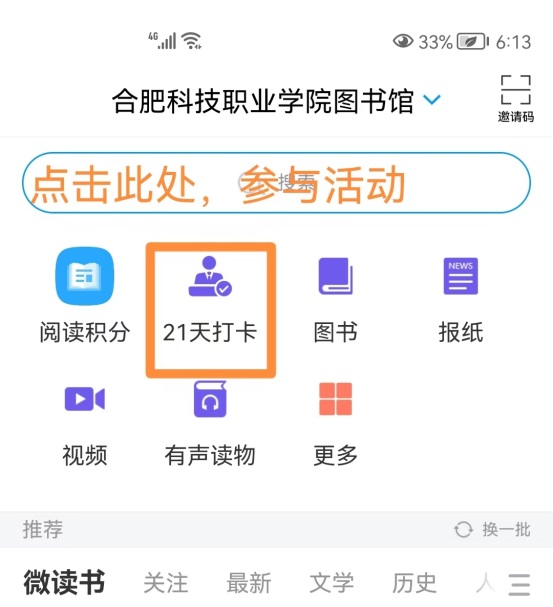 4G 33% 6:13
合肥科技职业学院图书馆
邀请码
搜索
点击此处，参与活动
NEWS
阅读积分 21天打卡 图书 报纸
视频 有声读物 更多
推荐 换一批
微读书 关注 最新 文学 历史 人